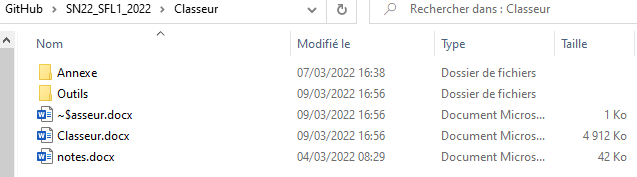 GitHub > SN22_SFL1_2022 > Classeur Rechercher dans : Classeur
Nom Modifié le Type Taille
Annexe 07/03/2022 16:38 Dossier de fichiers
Outils 09/03/2022 16:56 Dossier de fichiers
~$asseur.docx 09/03/2022 16:56 Document Micros... 1 Ko
Classeur.docx 09/03/2022 16:56 Document Micros... 4 912 Ko
notes.docx 04/03/2022 08:29 Document Micros... 42 Ko